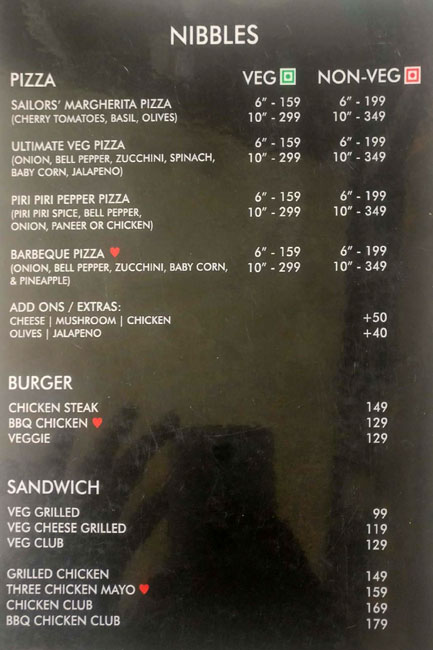 NIBBLES
PIZZA VEG NON-VEG
SAILORS' MARGHERITA PIZZA 6" - 159 6" - 199
(CHERRY TOMATOES, BASIL, OLIVES) 10" - 299 10" - 349
ULTIMATE VEG PIZZA 6" - 159 6" - 199
(ONION, BELL PEPPER, ZUCCHINI, SPINACH, 10" - 299 10" - 349
BABY CORN, JALAPENO)
PIRI PIRI PEPPER PIZZA 6" - 159 6" - 199
(PIRI PIRI SPICE, BELL PEPPER, 10" - 299 10" - 349
ONION, PANEER OR CHICKEN)
BARBEQUE PIZZA 6" - 159 6" - 199
(ONION, BELL PEPPER, ZUCCHINI, BABY CORN, 10" - 299 10" - 349
& PINEAPPLE)
ADD ONS / EXTRAS:
CHEESE | MUSHROOM | CHICKEN +50
OLIVES | JALAPENO +40
BURGER
CHICKEN STEAK 149
BBQ CHICKEN 129
VEGGIE 129
SANDWICH
VEG GRILLED 99
VEG CHEESE GRILLED 119
VEG CLUB 129
GRILLED CHICKEN 149
THREE CHICKEN MAYO 159
CHICKEN CLUB 169
BBQ CHICKEN CLUB 179